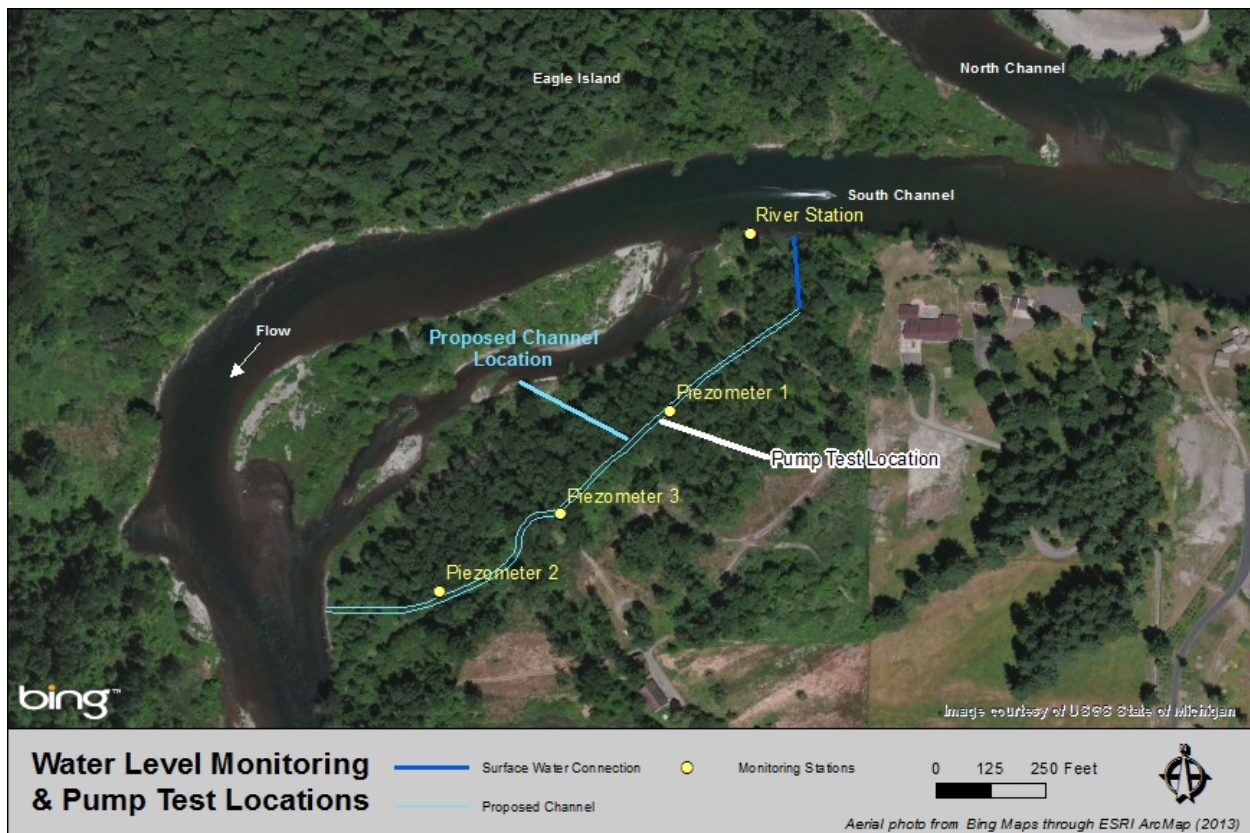 Eagle Island
North Channel
South Channel
River Station
Flow
Proposed Channel
Location
Piezometer 1
Pump Test Location
Piezometer 3
Piezometer 2
bing™
Image courtesy of USGS State of Michigan
Water Level Monitoring
& Pump Test Locations
Surface Water Connection
Proposed Channel
Monitoring Stations
0 125 250 Feet
Aerial photo from Bing Maps through ESRI ArcMap (2013)